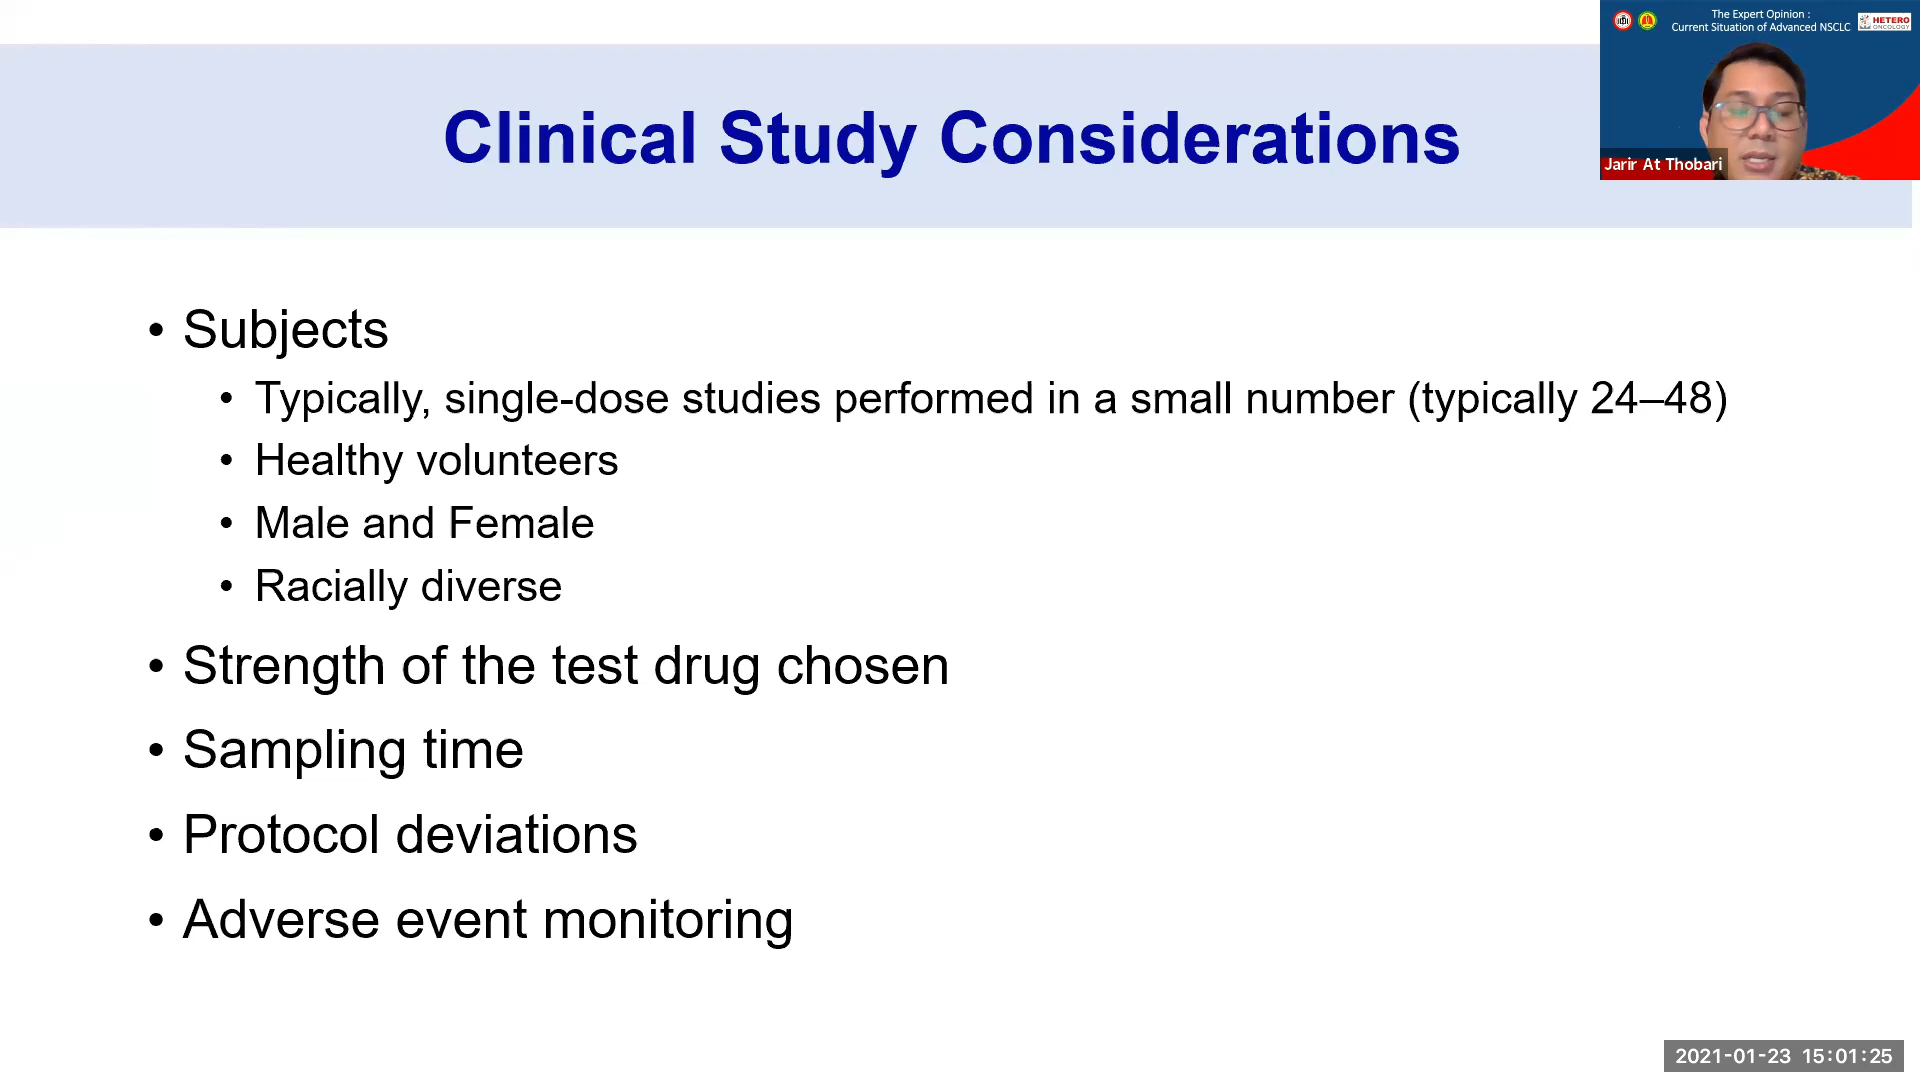 The Expert Opinion :
Current Situation of Advanced NSCLC
HETERO
ONCOLOGY
Jarir At Thobari
Clinical Study Considerations
• Subjects
• Typically, single-dose studies performed in a small number (typically 24–48)
• Healthy volunteers
• Male and Female
• Racially diverse
• Strength of the test drug chosen
• Sampling time
• Protocol deviations
• Adverse event monitoring
2021-01-23 15:01:25